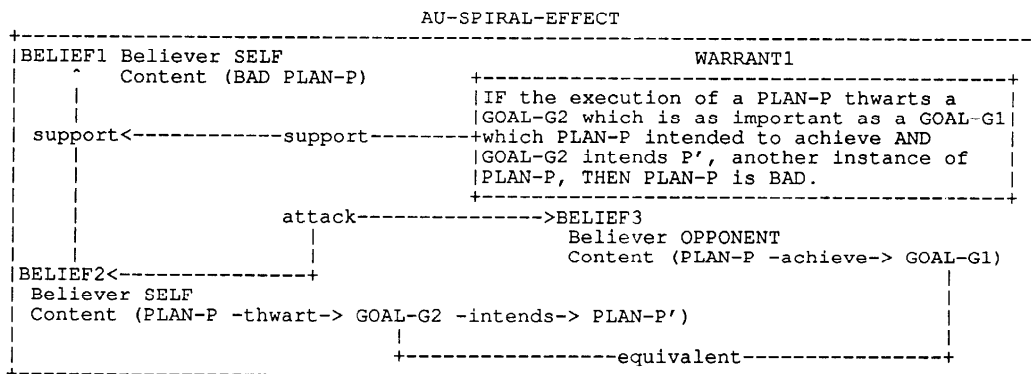 AU-SPIRAL-EFFECT
BELIEF1 Believer SELF
Content (BAD PLAN-P)
WARRANT1
IF the execution of a PLAN-P thwarts a
GOAL-G2 which is as important as a GOAL-G1
which PLAN-P intended to achieve AND
GOAL-G2 intends P', another instance of
PLAN-P, THEN PLAN-P is BAD.
support<-------------support
attack--------------->BELIEF3
Believer OPPONENT
Content (PLAN-P -achieve-> GOAL-G1)
BELIEF2<---------------+
Believer SELF
Content (PLAN-P -thwart-> GOAL-G2 -intends-> PLAN-P')
equivalent